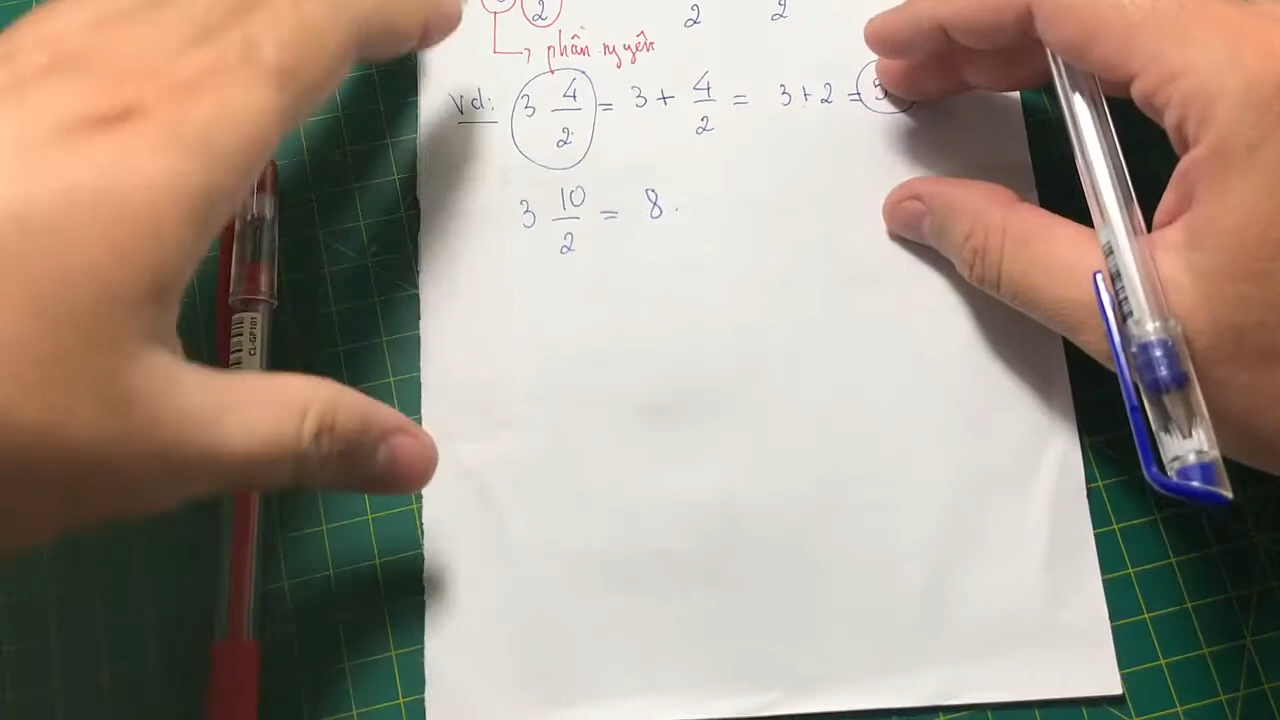 2 2 2
phần nguyên
Vd: 3 4/2 = 3 + 4/2 = 3 + 2 = 5
3 10/2 = 8.
CL-GP101